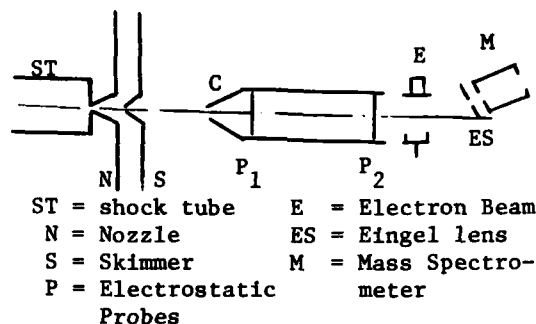 ST
C
E
M
N
S
P1
P2
ES
ST = shock tube E = Electron Beam
N = Nozzle ES = Eingel lens
S = Skimmer M = Mass Spectro-
P = Electrostatic meter
Probes